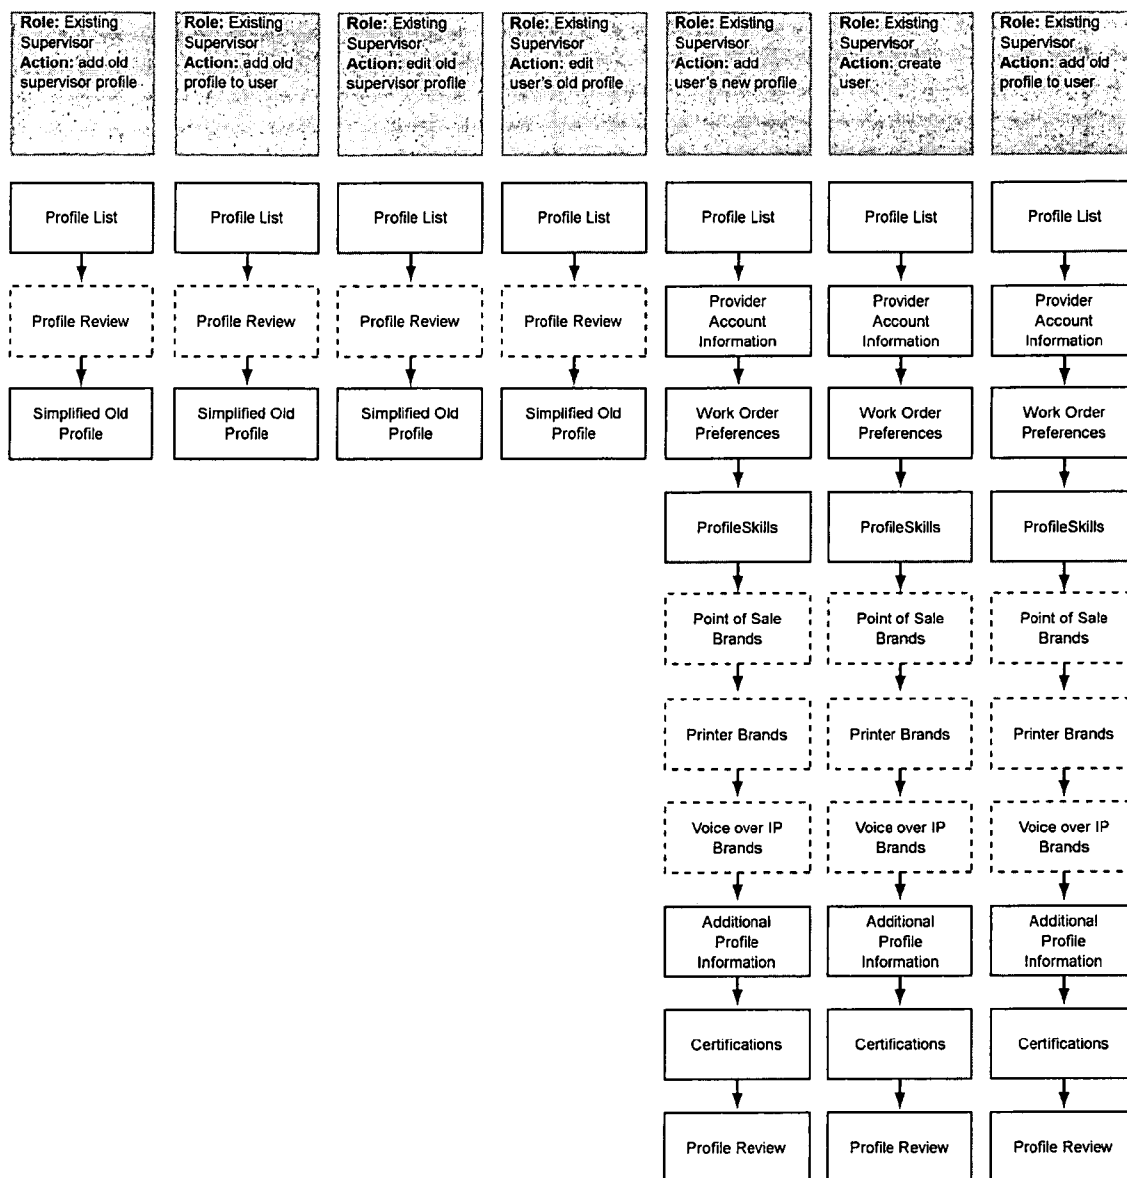 Role: Existing
Supervisor
Action: add old
supervisor profile
Role: Existing
Supervisor
Action: add old
profile to user
Role: Existing
Supervisor
Action: edit old
supervisor profile
Role: Existing
Supervisor
Action: edit
user's old profile
Role: Existing
Supervisor
Action: add
user's new profile
Role: Existing
Supervisor
Action: create
user
Role: Existing
Supervisor
Action: add old
profile to user
Profile List
Profile Review
Simplified Old
Profile
Profile List
Profile Review
Simplified Old
Profile
Profile List
Profile Review
Simplified Old
Profile
Profile List
Profile Review
Simplified Old
Profile
Profile List
Provider
Account
Information
Work Order
Preferences
ProfileSkills
Point of Sale
Brands
Printer Brands
Voice over IP
Brands
Additional
Profile
Information
Certifications
Profile Review
Profile List
Provider
Account
Information
Work Order
Preferences
ProfileSkills
Point of Sale
Brands
Printer Brands
Voice over IP
Brands
Additional
Profile
Information
Certifications
Profile Review
Profile List
Provider
Account
Information
Work Order
Preferences
ProfileSkills
Point of Sale
Brands
Printer Brands
Voice over IP
Brands
Additional
Profile
Information
Certifications
Profile Review